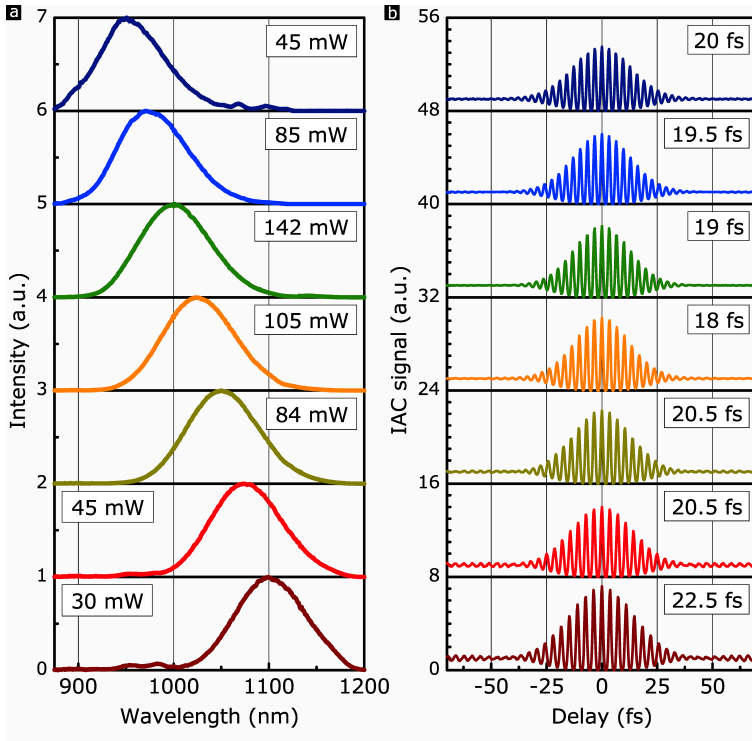 a
7
6
5
4
3
2
1
0
Intensity (a.u.)
45 mW
85 mW
142 mW
105 mW
84 mW
45 mW
30 mW
900 1000 1100 1200
Wavelength (nm)
b
56
48
40
32
24
16
8
0
IAC signal (a.u.)
20 fs
19.5 fs
19 fs
18 fs
20.5 fs
20.5 fs
22.5 fs
-50 -25 0 25 50
Delay (fs)